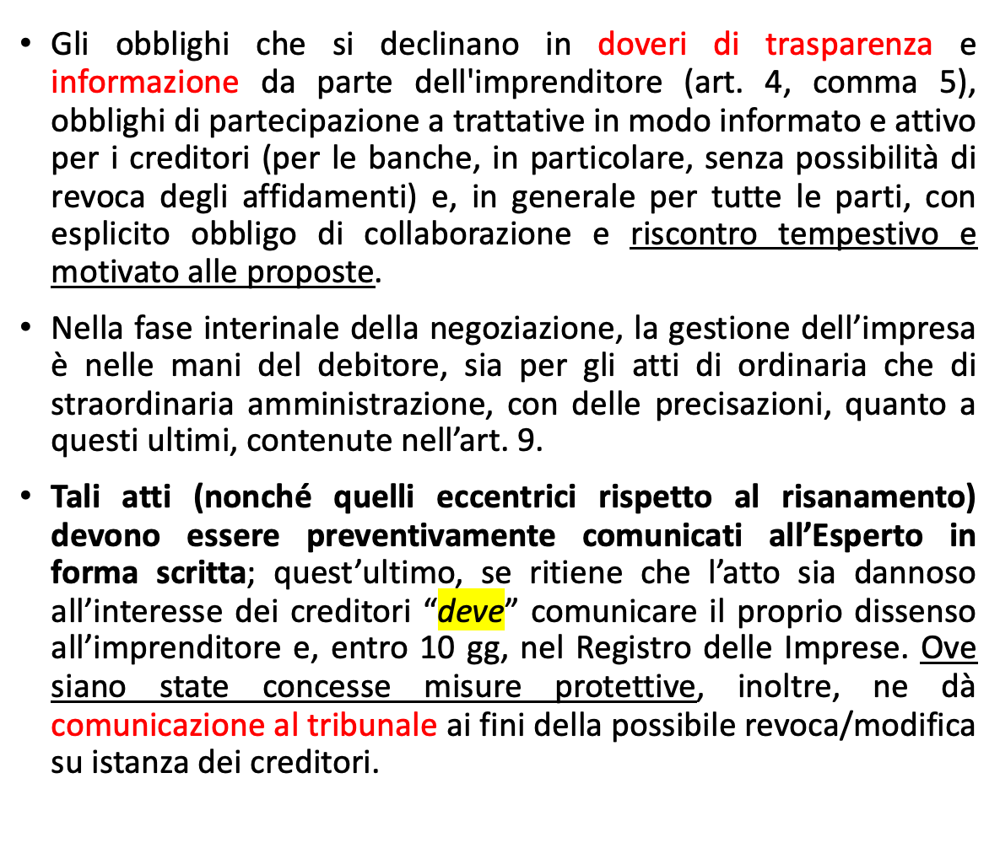 • Gli obblighi che si declinano in doveri di trasparenza e
informazione da parte dell'imprenditore (art. 4, comma 5),
obblighi di partecipazione a trattative in modo informato e attivo
per i creditori (per le banche, in particolare, senza possibilità di
revoca degli affidamenti) e, in generale per tutte le parti, con
esplicito obbligo di collaborazione e riscontro tempestivo e
motivato alle proposte.
• Nella fase interinale della negoziazione, la gestione dell’impresa
è nelle mani del debitore, sia per gli atti di ordinaria che di
straordinaria amministrazione, con delle precisazioni, quanto a
questi ultimi, contenute nell’art. 9.
• Tali atti (nonché quelli eccentrici rispetto al risanamento)
devono essere preventivamente comunicati all’Esperto in
forma scritta; quest’ultimo, se ritiene che l’atto sia dannoso
all’interesse dei creditori “deve” comunicare il proprio dissenso
all’imprenditore e, entro 10 gg, nel Registro delle Imprese. Ove
siano state concesse misure protettive, inoltre, ne dà
comunicazione al tribunale ai fini della possibile revoca/modifica
su istanza dei creditori.